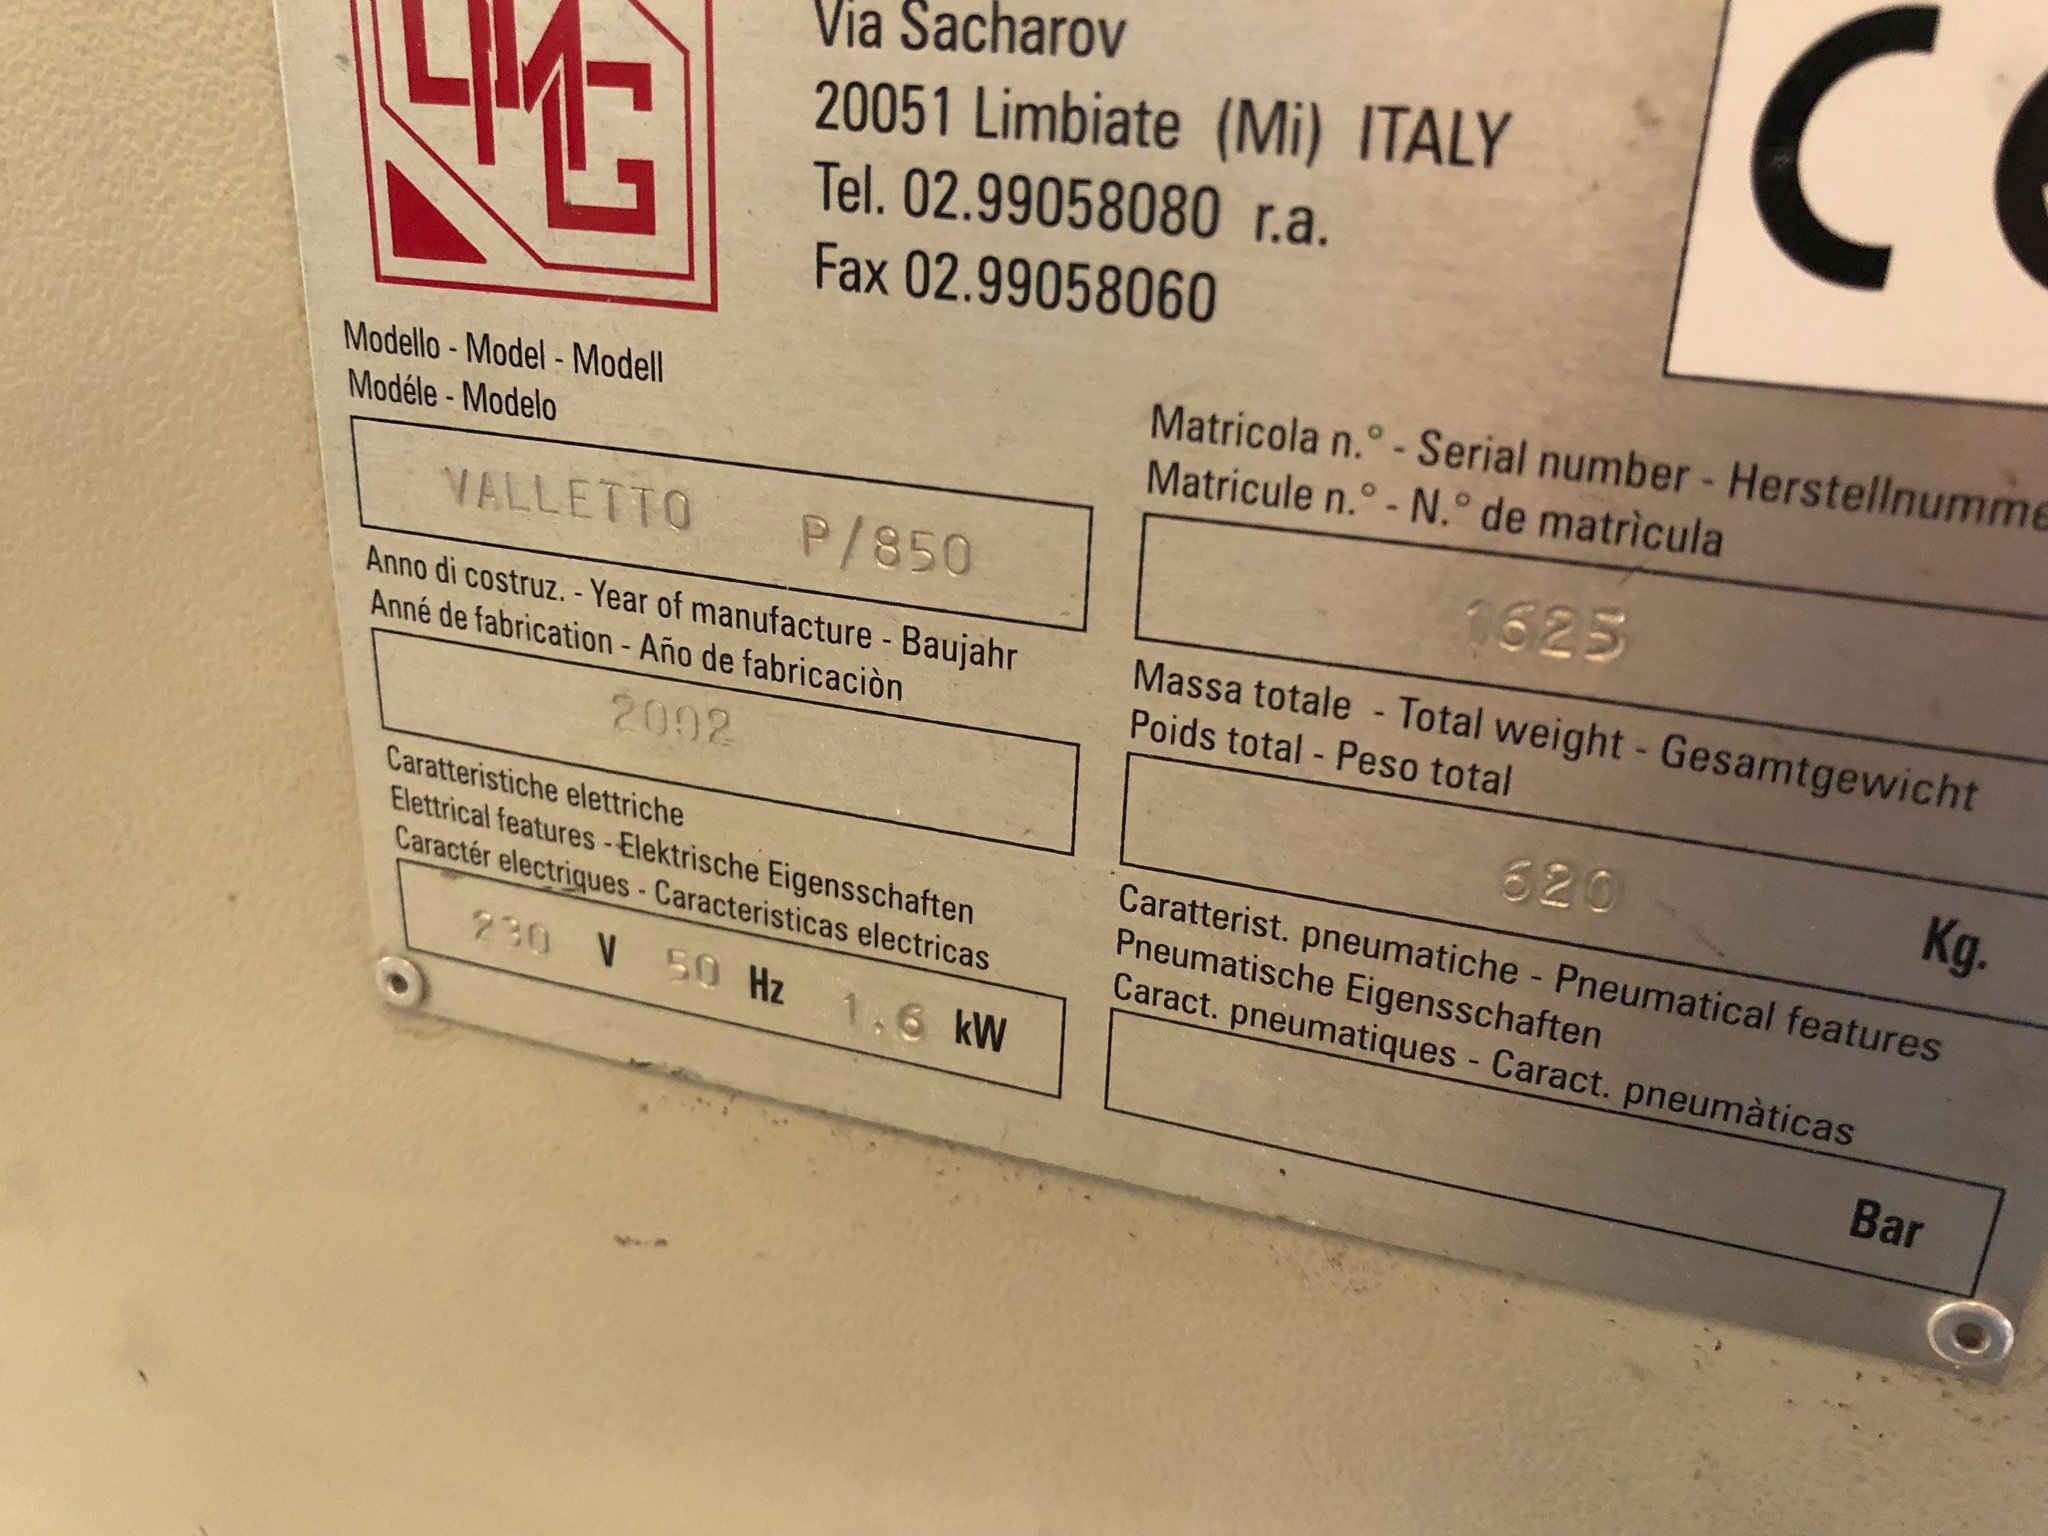 OMG
Via Sacharov
20051 Limbiate (Mi) ITALY
Tel. 02.99058080 r.a.
Fax 02.99058060
CE
Modello - Model - Modell
Modéle - Modelo
VALLETTO P/850
Anno di costruz. - Year of manufacture - Baujahr
Anné de fabrication - Año de fabricaciòn
2002
Caratteristiche elettriche
Elettrical features - Elektrische Eigensschaften
Caractér electriques - Caracteristicas electricas
230 V 50 Hz 1.6 kW
Matricola n.° - Serial number - Herstellnumme
Matricule n.° - N.° de matrìcula
1625
Massa totale - Total weight - Gesamtgewicht
Poids total - Peso total
620 Kg.
Caratterist. pneumatiche - Pneumatical features
Pneumatische Eigensschaften
Caract. pneumatiques - Caract. pneumàticas
Bar